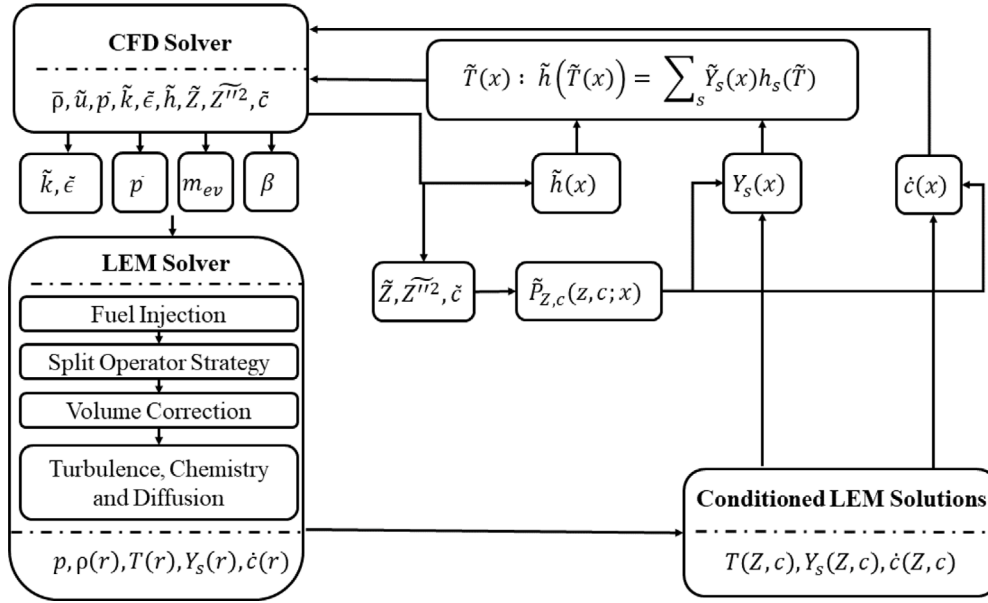 CFD Solver
ρ̄, ũ, ṗ, k̃, ε̃, h̃, Z̃, Z''²̃, c̃
T̃(x) : h̃(T̃(x)) = ∑ₛ Ỹₛ(x)hₛ(T̃)
k̃, ε̃
ṗ
mₑᵥ
β
h̃(x)
Yₛ(x)
ċ(x)
LEM Solver
Fuel Injection
Split Operator Strategy
Volume Correction
Turbulence, Chemistry
and Diffusion
p, ρ(r), T(r), Yₛ(r), ċ(r)
Z̃, Z''²̃, c̃
P̃_{Z,c}(z, c; x)
Conditioned LEM Solutions
T(Z, c), Yₛ(Z, c), ċ(Z, c)